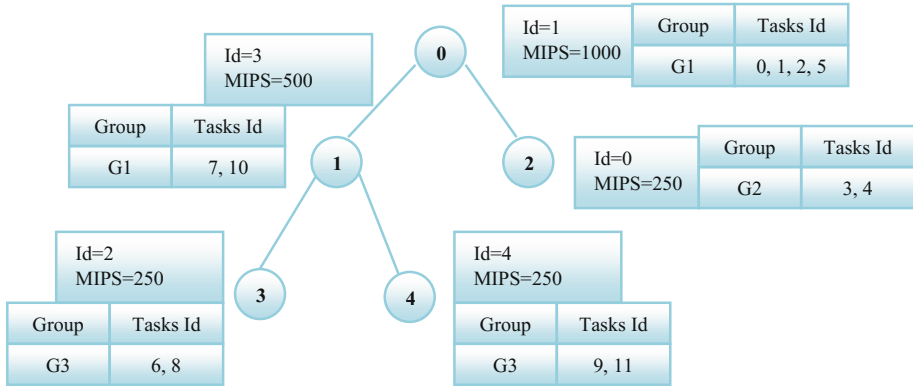 Id=3
MIPS=500
0
Id=1
MIPS=1000
Group Tasks Id
G1 0, 1, 2, 5
Group Tasks Id
G1 7, 10
1
2
Id=0
MIPS=250
Group Tasks Id
G2 3, 4
Id=2
MIPS=250
3
4
Id=4
MIPS=250
Group Tasks Id
G3 6, 8
Group Tasks Id
G3 9, 11